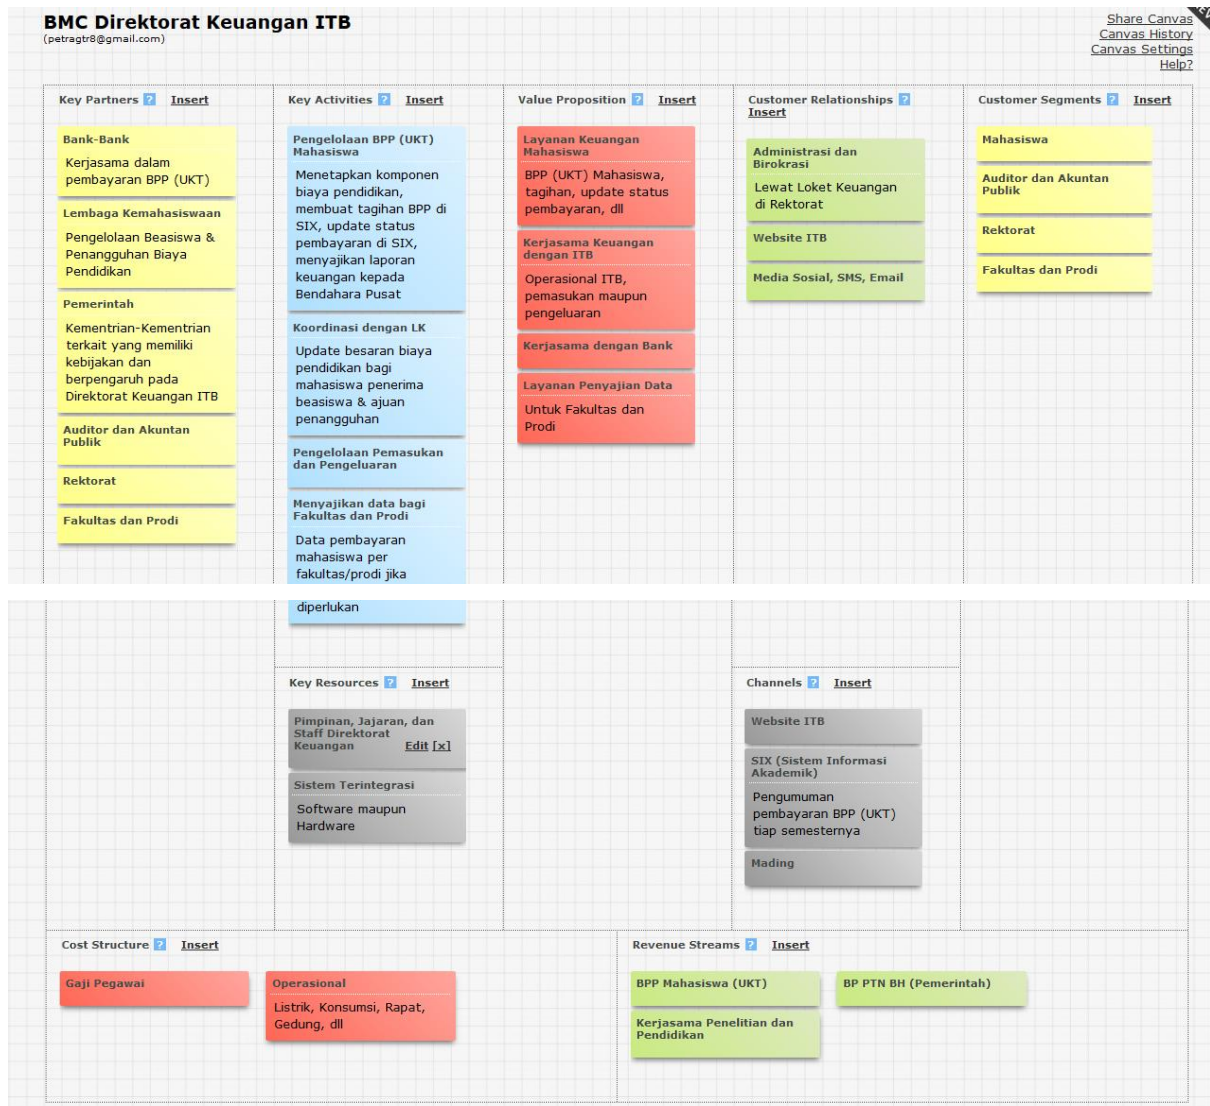 BMC Direktorat Keuangan ITB
(petragtr8@gmail.com)
Share Canvas
Canvas History
Canvas Settings
Help?
Key Partners ? Insert
Bank-Bank
Kerjasama dalam
pembayaran BPP (UKT)
Lembaga Kemahasiswaan
Pengelolaan Beasiswa &
Penangguhan Biaya
Pendidikan
Pemerintah
Kementrian-Kementrian
terkait yang memiliki
kebijakan dan
berpengaruh pada
Direktorat Keuangan ITB
Auditor dan Akuntan
Publik
Rektorat
Fakultas dan Prodi
Key Activities ? Insert
Pengelolaan BPP (UKT)
Mahasiswa
Menetapkan komponen
biaya pendidikan,
membuat tagihan BPP di
SIX, update status
pembayaran di SIX,
menyajikan laporan
keuangan kepada
Bendahara Pusat
Koordinasi dengan LK
Update besaran biaya
pendidikan bagi
mahasiswa penerima
beasiswa & ajuan
penangguhan
Pengelolaan Pemasukan
dan Pengeluaran
Menyajikan data bagi
Fakultas dan Prodi
Data pembayaran
mahasiswa per
fakultas/prodi jika
diperlukan
Value Proposition ? Insert
Layanan Keuangan
Mahasiswa
BPP (UKT) Mahasiswa,
tagihan, update status
pembayaran, dll
Kerjasama Keuangan
dengan ITB
Operasional ITB,
pemasukan maupun
pengeluaran
Kerjasama dengan Bank
Layanan Penyajian Data
Untuk Fakultas dan
Prodi
Customer Relationships ?
Insert
Administrasi dan
Birokrasi
Lewat Loket Keuangan
di Rektorat
Website ITB
Media Sosial, SMS, Email
Customer Segments ? Insert
Mahasiswa
Auditor dan Akuntan
Publik
Rektorat
Fakultas dan Prodi
Key Resources ? Insert
Pimpinan, Jajaran, dan
Staff Direktorat
Keuangan Edit [x]
Sistem Terintegrasi
Software maupun
Hardware
Channels ? Insert
Website ITB
SIX (Sistem Informasi
Akademik)
Pengumuman
pembayaran BPP (UKT)
tiap semesternya
Mading
Cost Structure ? Insert
Gaji Pegawai
Operasional
Listrik, Konsumsi, Rapat,
Gedung, dll
Revenue Streams ? Insert
BPP Mahasiswa (UKT)
BP PTN BH (Pemerintah)
Kerjasama Penelitian dan
Pendidikan